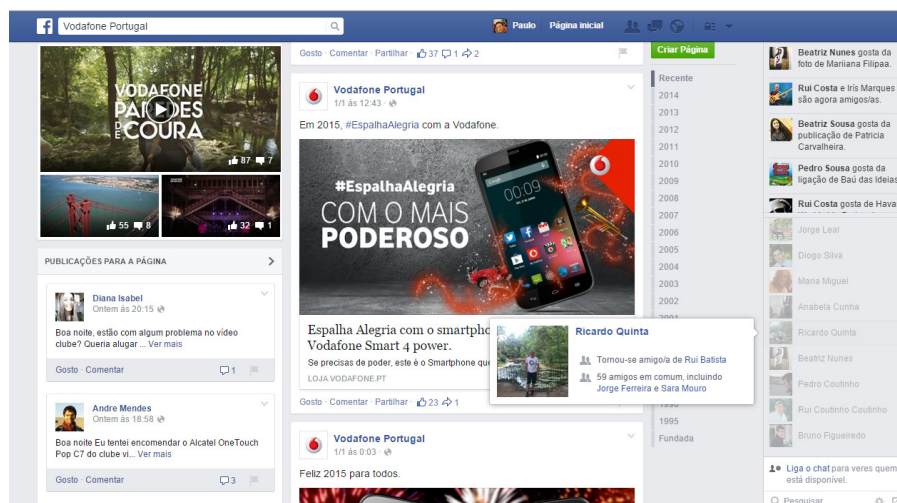 Vodafone Portugal
Paulo
Página inicial
VODAFONE
PAREDES
DE
COURA
87
7
55
8
32
1
PUBLICAÇÕES PARA A PÁGINA
Diana Isabel
Ontem às 20:15
Boa noite, estão com algum problema no vídeo
clube? Queria alugar ... Ver mais
Gosto · Comentar
1
Andre Mendes
Ontem às 18:58
Boa noite Eu tentei encomendar o Alcatel OneTouch
Pop C7 do clube vi... Ver mais
Gosto · Comentar
3
Gosto · Comentar · Partilhar · 37 1 2
Vodafone Portugal
1/1 às 12:43 ·
Em 2015, #EspalhaAlegria com a Vodafone.
#EspalhaAlegria
COM O MAIS
PODEROSO
00:09
Espalha Alegria com o smartpho
Vodafone Smart 4 power.
Se precisas de poder, este é o Smartphone que
LOJA.VODAFONE.PT
Gosto · Comentar · Partilhar · 23 1
Vodafone Portugal
1/1 às 0:03 ·
Feliz 2015 para todos.
Ricardo Quinta
Tornou-se amigo/a de Rui Batista
59 amigos em comum, incluindo
Jorge Ferreira e Sara Mouro
Criar Página
Recente
2014
2013
2012
2011
2010
2009
2008
2007
2006
2005
2004
2003
2002
2001
1996
1995
Fundada
Beatriz Nunes gosta da
foto de Mariiana Filipaa.
Rui Costa e Iris Marques
são agora amigos/as.
Beatriz Sousa gosta da
publicação de Patricia
Carvalheira.
Pedro Sousa gosta da
ligação de Baú das Ideias
Rui Costa gosta de Hava
Jorge Leal
Diogo Silva
Maria Miguel
Anabela Cunha
Ricardo Quinta
Beatriz Nunes
Pedro Coutinho
Rui Coutinho Coutinho
Bruno Figueiredo
Liga o chat para veres quem
está disponível.
Pesquisar